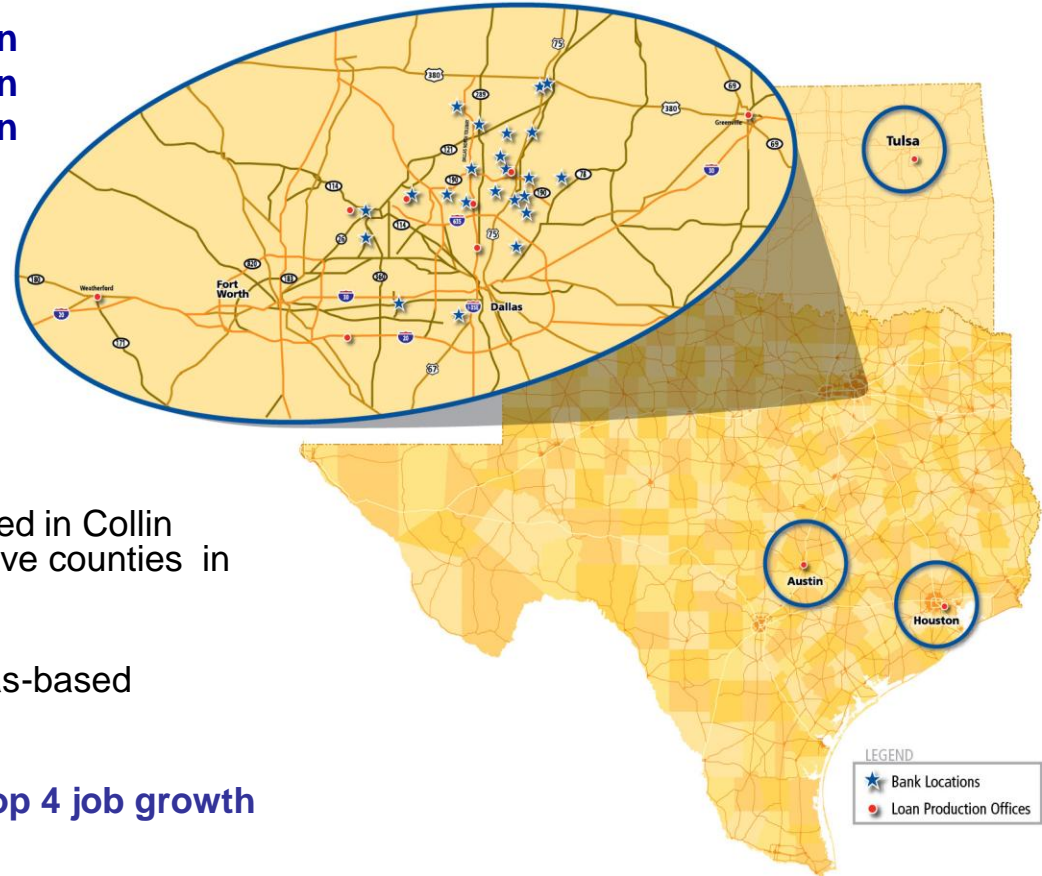 n
n
n
ed in Collin
ve counties in
s-based
op 4 job growth
75
380
289
380
69
Greenville
69
121
190
78
30
114
190
635
114
75
26
820
Fort
Worth
183
360
30
180
Weatherford
20
Dallas
171
20
67
Tulsa
Austin
Houston
LEGEND
Bank Locations
Loan Production Offices